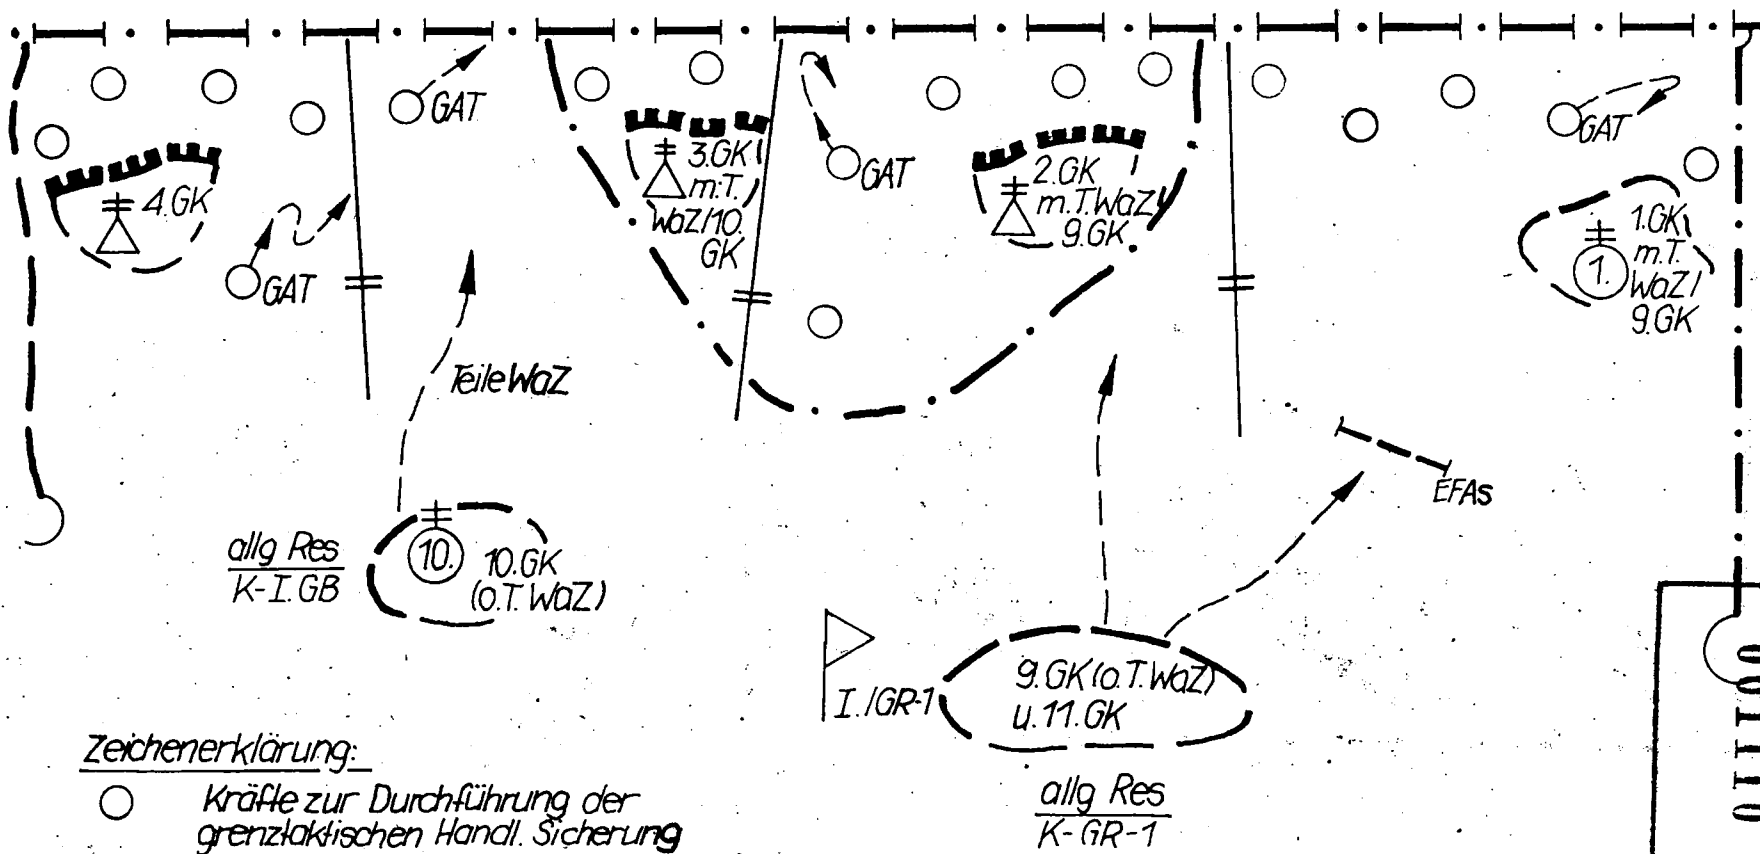 GAT
GAT
GAT
GAT
4.GK
3.GK
m.T.
WaZ/10.
GK
2.GK
m.T.WaZ/
9.GK
1.GK
m.T.
WaZ/
9.GK
1.
Teile WaZ
EFAs
allg Res
K-I.GB
10.
10.GK
(o.T. WaZ)
I./GR-1
9.GK (o.T. WaZ)
u. 11.GK
allg Res
K-GR-1
Zeichenerklärung:
Kräfte zur Durchführung der
grenztaktischen Handl. Sicherung